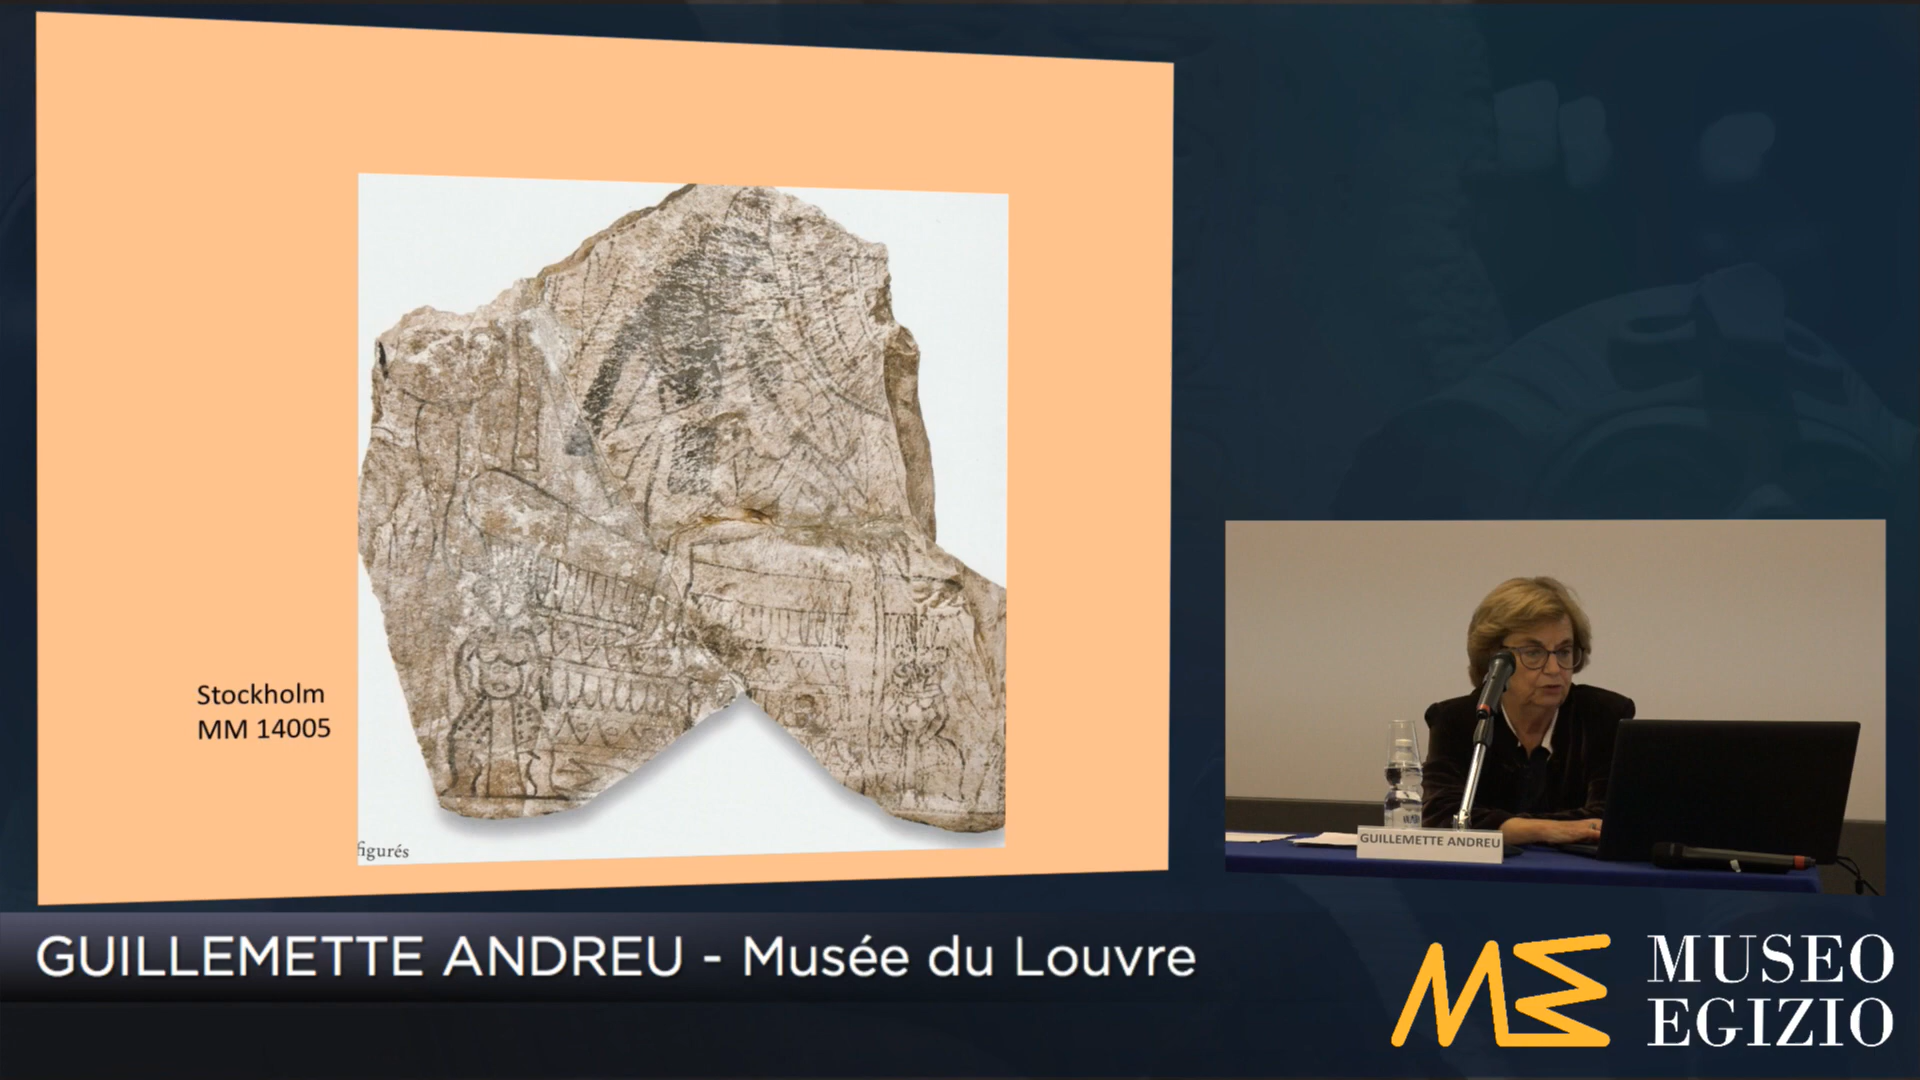 Stockholm
MM 14005
figurés
GUILLEMETTE ANDREU
GUILLEMETTE ANDREU - Musée du Louvre
ME
MUSEO
EGIZIO